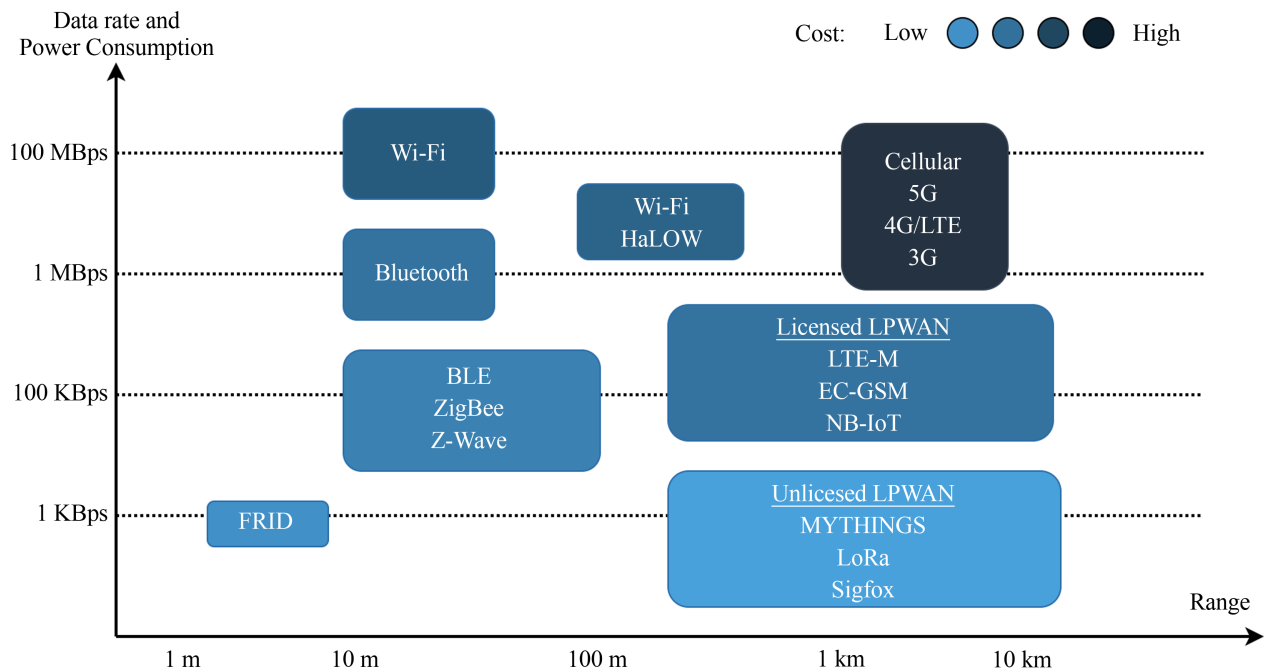 Data rate and
Power Consumption
Cost: Low High
100 MBps
Wi-Fi
Cellular
5G
4G/LTE
3G
Wi-Fi
HaLOW
1 MBps
Bluetooth
Licensed LPWAN
LTE-M
EC-GSM
NB-IoT
100 KBps
BLE
ZigBee
Z-Wave
1 KBps
FRID
Unlicesed LPWAN
MYTHINGS
LoRa
Sigfox
Range
1 m 10 m 100 m 1 km 10 km